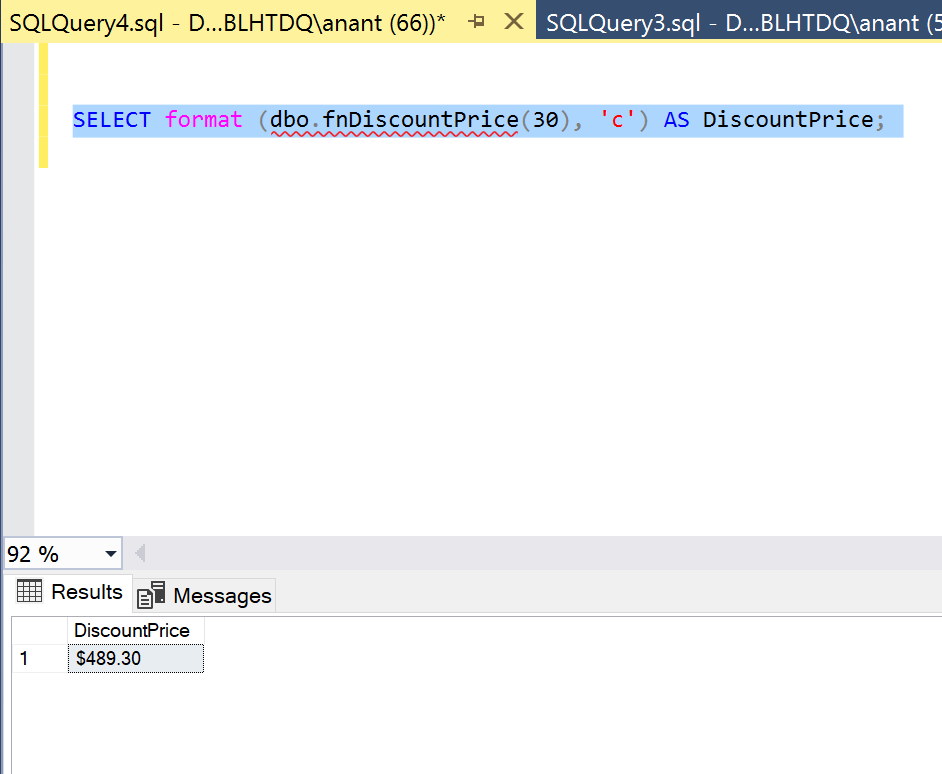 SQLQuery4.sql - D...BLHTDQ\anant (66))* SQLQuery3.sql - D...BLHTDQ\anant (5
SELECT format (dbo.fnDiscountPrice(30), 'c') AS DiscountPrice;
92 %
Results Messages
DiscountPrice
1 $489.30